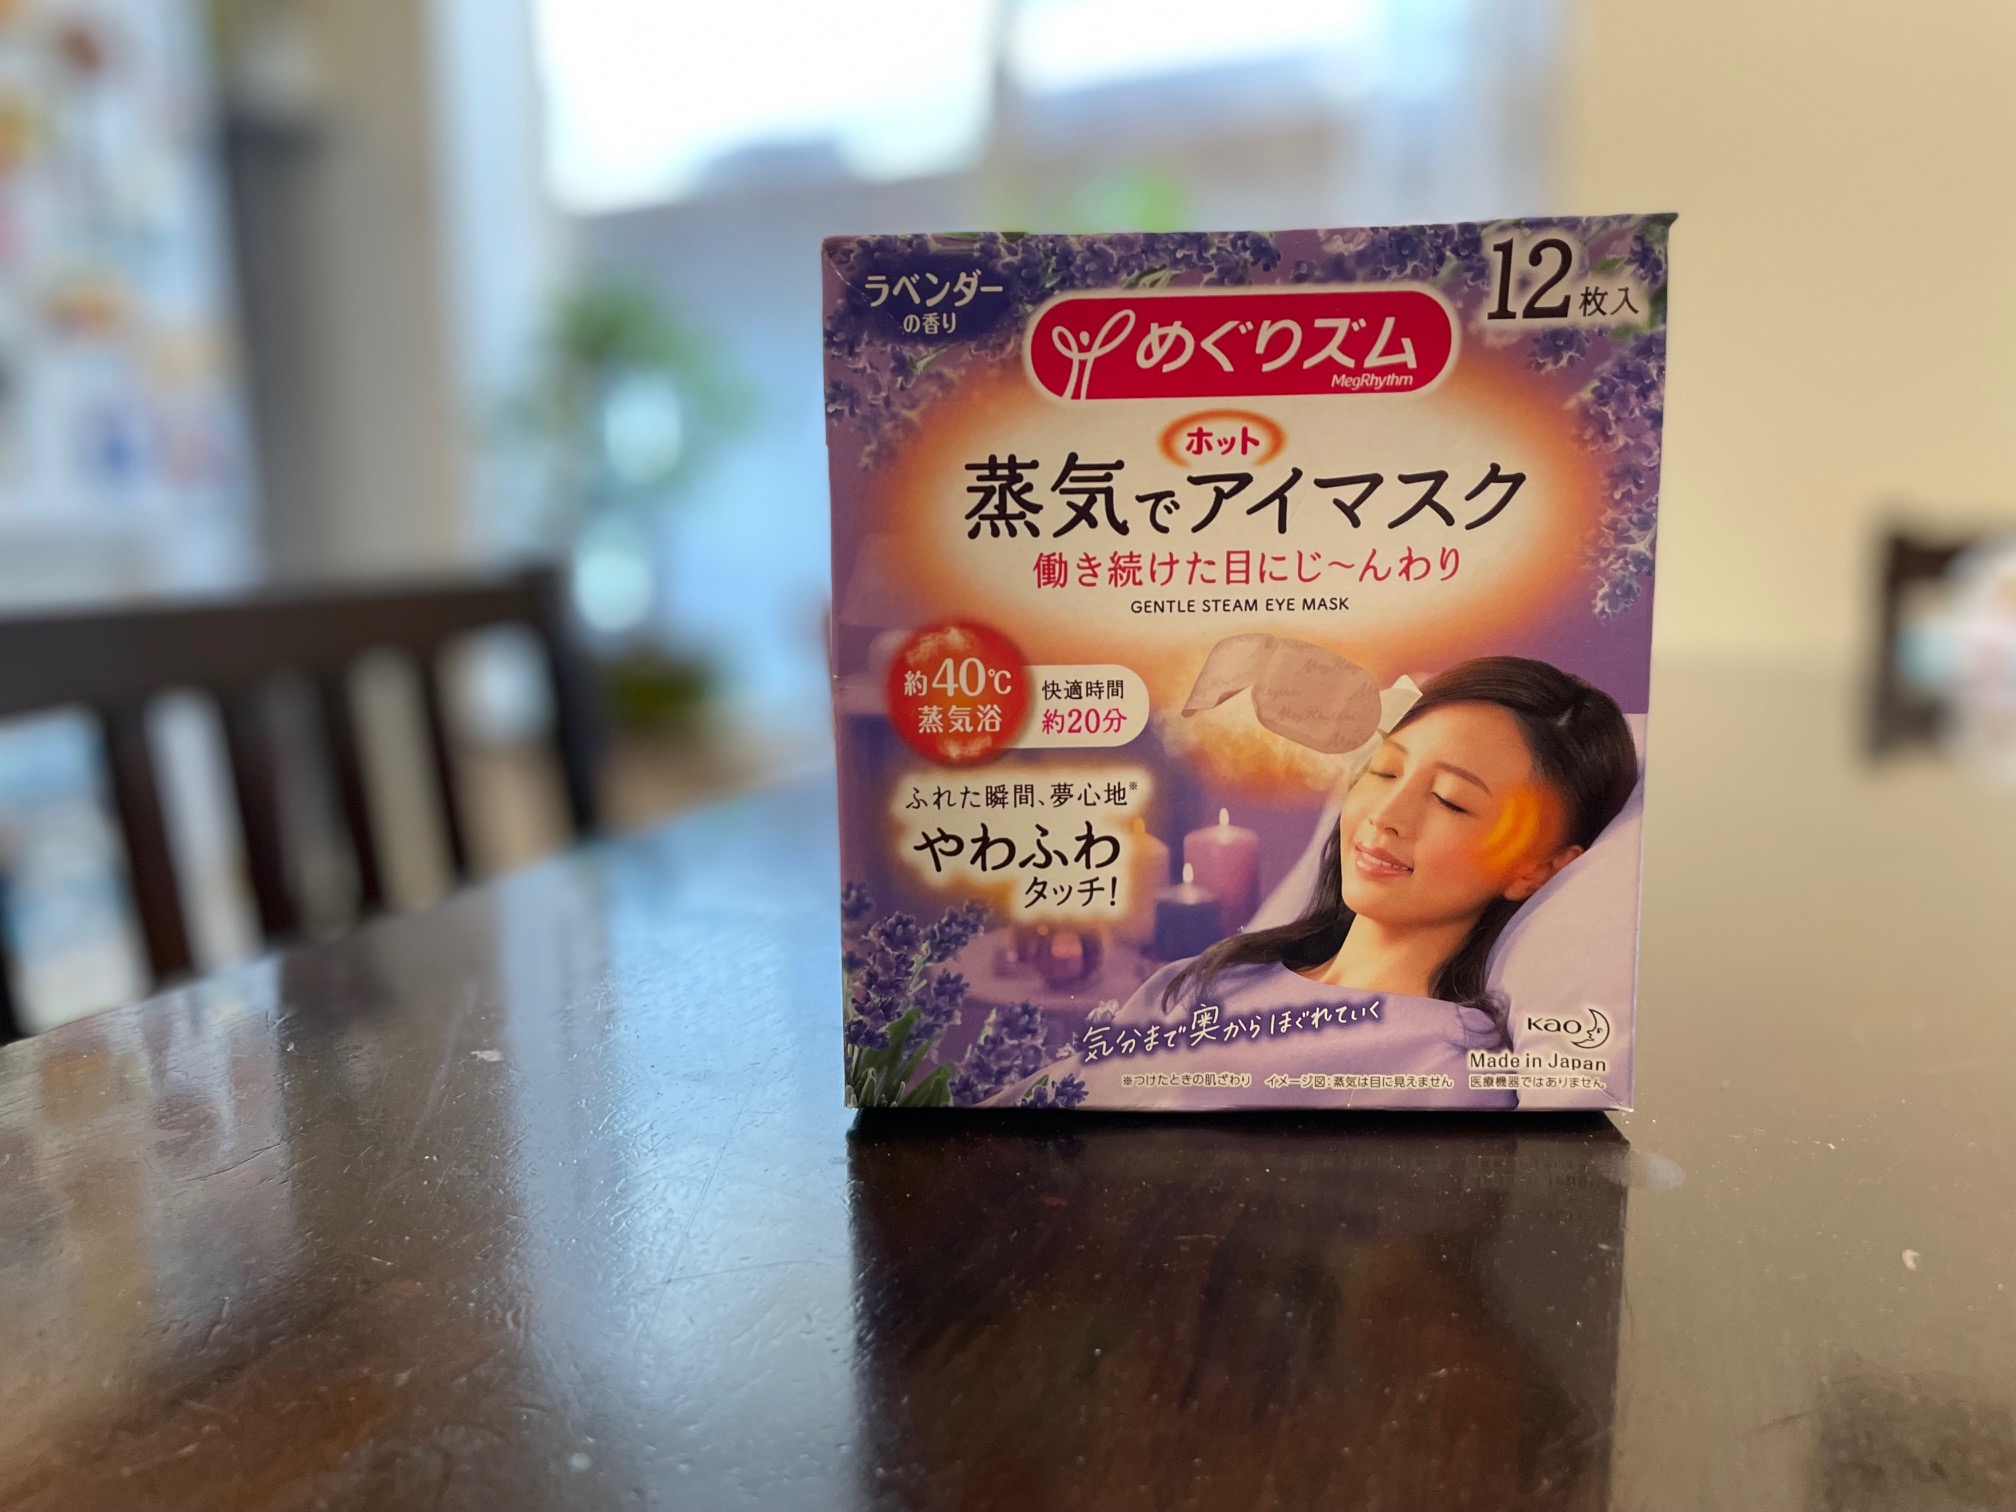 ラベンダー
の香り
12枚入
めぐりズム
MegRhythm
ホット
蒸気でアイマスク
働き続けた目にじ〜んわり
GENTLE STEAM EYE MASK
約40℃
蒸気浴
快適時間
約20分
ふれた瞬間、夢心地※
やわふわ
タッチ!
気分まで奥からほぐれていく
Kao
Made in Japan
※つけたときの肌ざわり イメージ図:蒸気は目に見えません 医療機器ではありません。